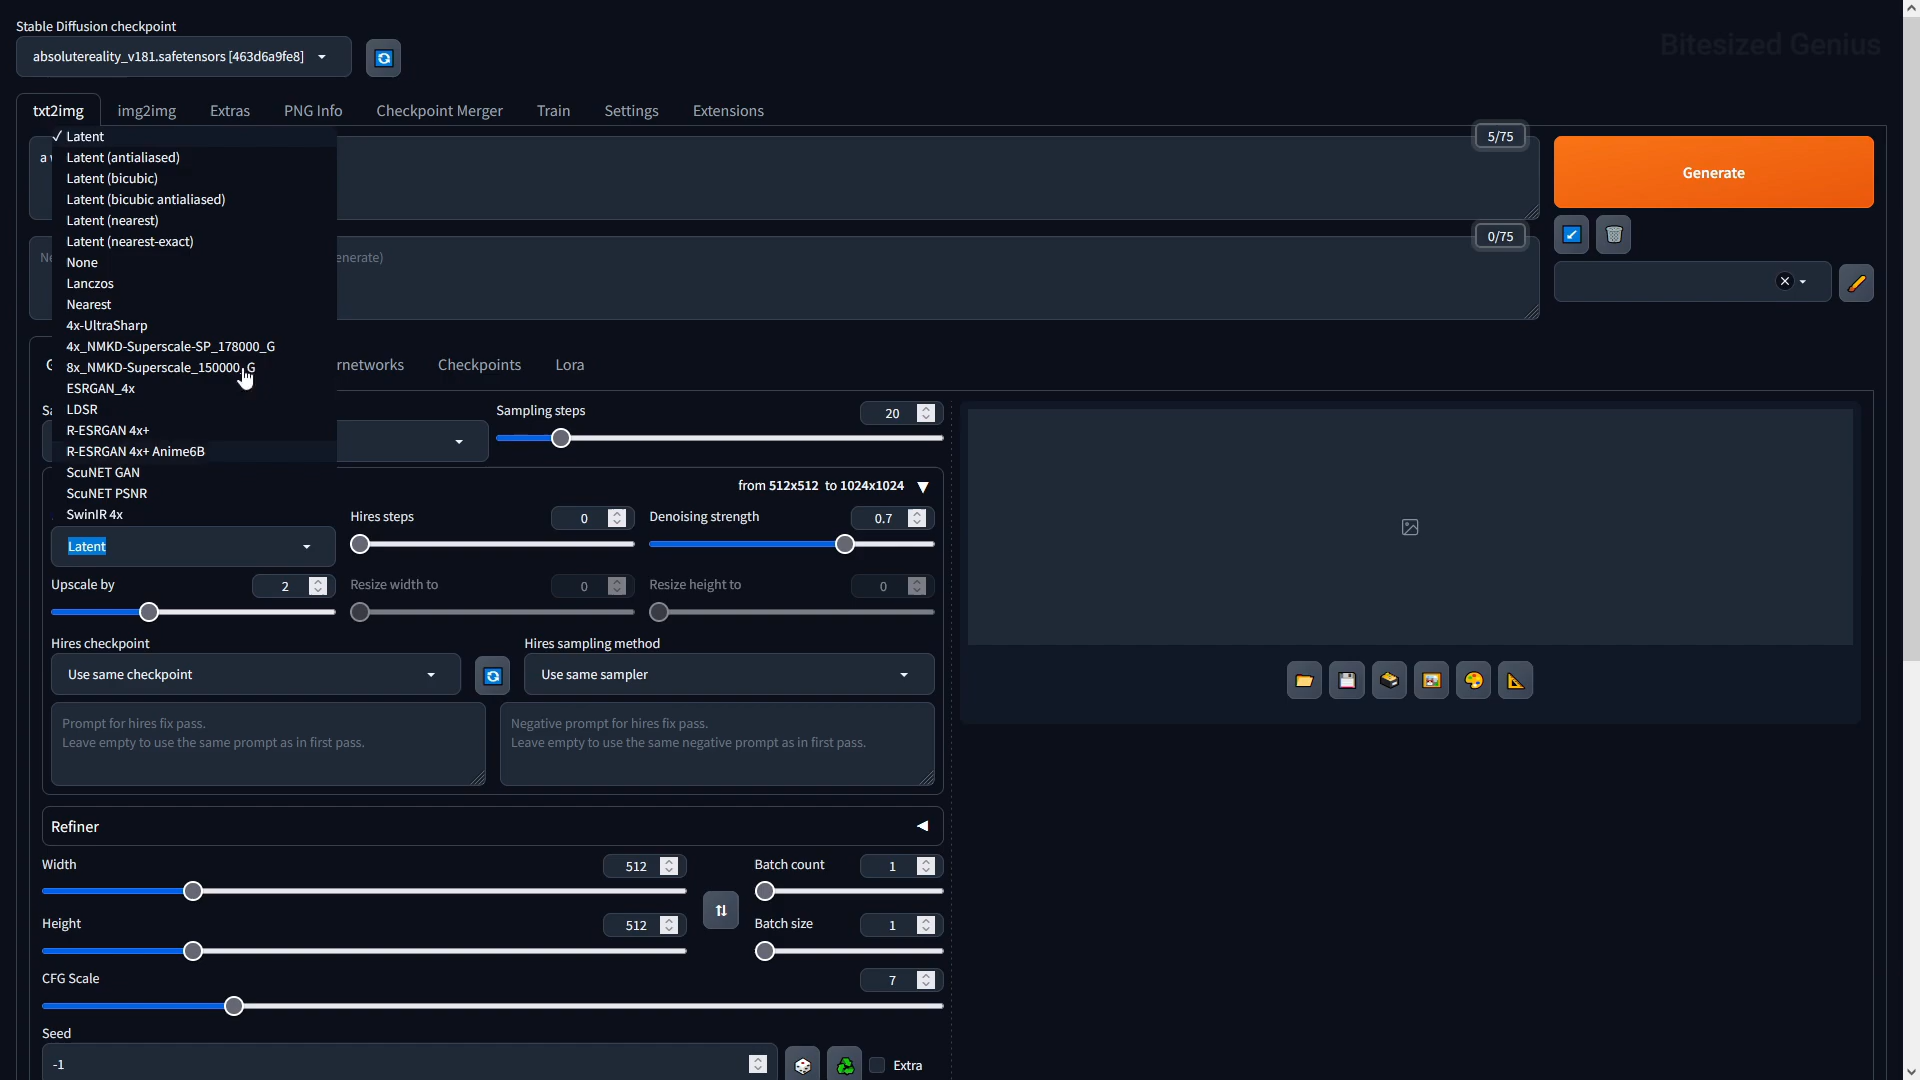 Stable Diffusion checkpoint
absolutereality_v181.safetensors [463d6a9fe8]
Bitesized Genius
txt2img img2img Extras PNG Info Checkpoint Merger Train Settings Extensions
✓ Latent
5/75
Latent (antialiased)
a
Generate
Latent (bicubic)
Latent (bicubic antialiased)
Latent (nearest)
Latent (nearest-exact)
0/75
Ne enerate)
None
Lanczos
Nearest
4x-UltraSharp
4x_NMKD-Superscale-SP_178000_G
8x_NMKD-Superscale_150000_G
G rnetworks Checkpoints Lora
ESRGAN_4x
LDSR
Sa Sampling steps 20
R-ESRGAN 4x+
R-ESRGAN 4x+ Anime6B
ScuNET GAN
ScuNET PSNR
from 512x512 to 1024x1024 ▼
SwinIR 4x
Hires steps 0 Denoising strength 0.7
Latent
Upscale by 2 Resize width to 0 Resize height to 0
Hires checkpoint Hires sampling method
Use same checkpoint Use same sampler
Prompt for hires fix pass. Negative prompt for hires fix pass.
Leave empty to use the same prompt as in first pass. Leave empty to use the same negative prompt as in first pass.
Refiner ◀
Width 512 Batch count 1
Height 512 Batch size 1
CFG Scale 7
Seed
-1 Extra